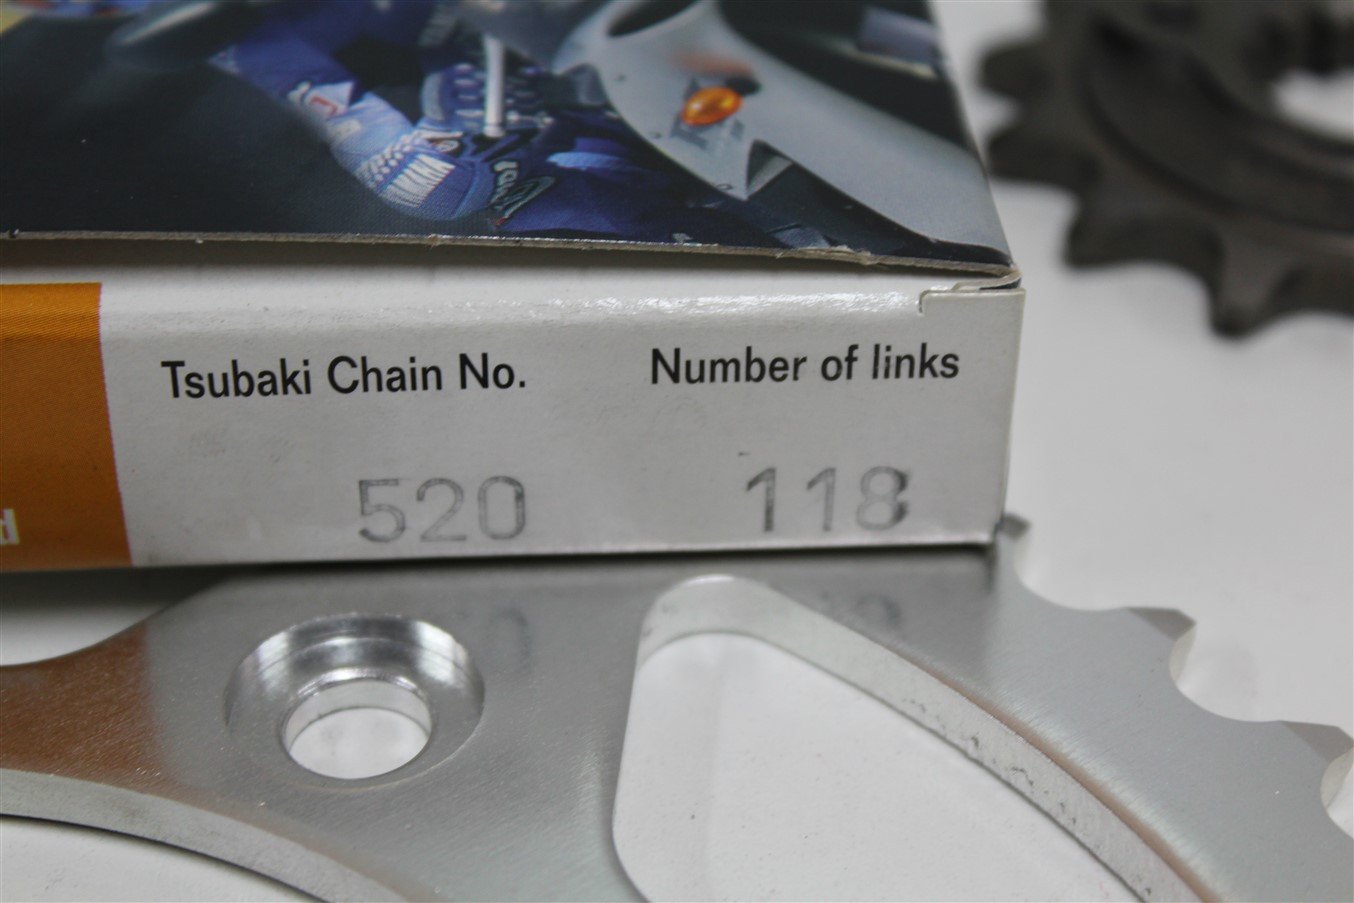 Tsubaki Chain No. Number of links
520 118
d